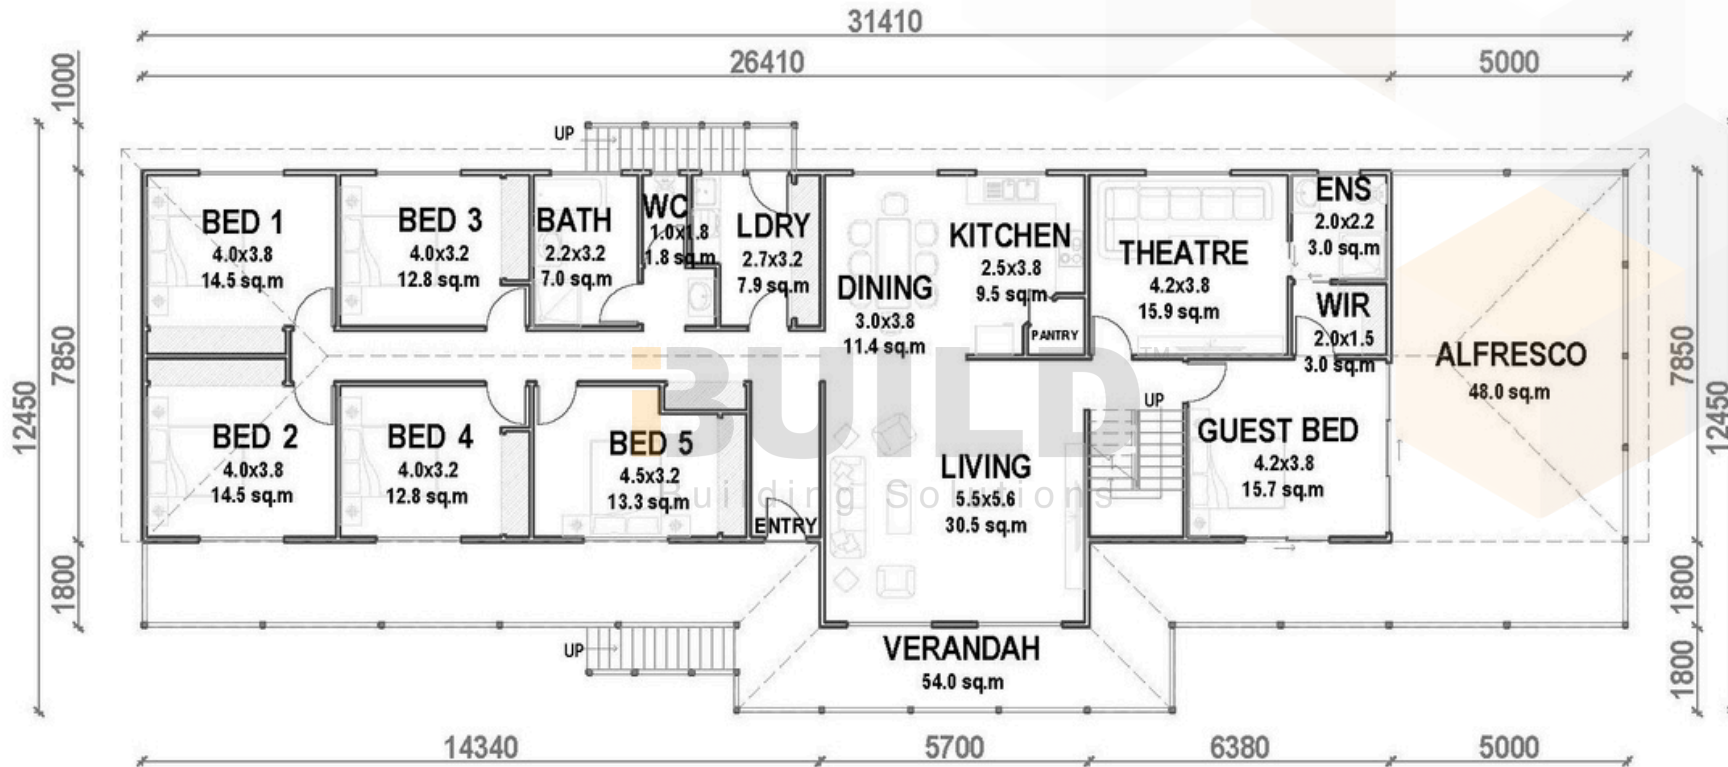 31410
26410
5000
1000
UP
BED 1
4.0x3.8
14.5 sq.m
BED 3
4.0x3.2
12.8 sq.m
BATH
2.2x3.2
7.0 sq.m
WC
1.0x1.8
1.8 sq.m
LDRY
2.7x3.2
7.9 sq.m
DINING
3.0x3.8
11.4 sq.m
KITCHEN
2.5x3.8
9.5 sq.m
PANTRY
THEATRE
4.2x3.8
15.9 sq.m
ENS
2.0x2.2
3.0 sq.m
WIR
2.0x1.5
3.0 sq.m
ALFRESCO
48.0 sq.m
7850
12450
7850
12450
iBUILD™
Building Solutions
BED 2
4.0x3.8
14.5 sq.m
BED 4
4.0x3.2
12.8 sq.m
BED 5
4.5x3.2
13.3 sq.m
ENTRY
LIVING
5.5x5.6
30.5 sq.m
UP
GUEST BED
4.2x3.8
15.7 sq.m
1800
1800
1800
UP
VERANDAH
54.0 sq.m
14340
5700
6380
5000